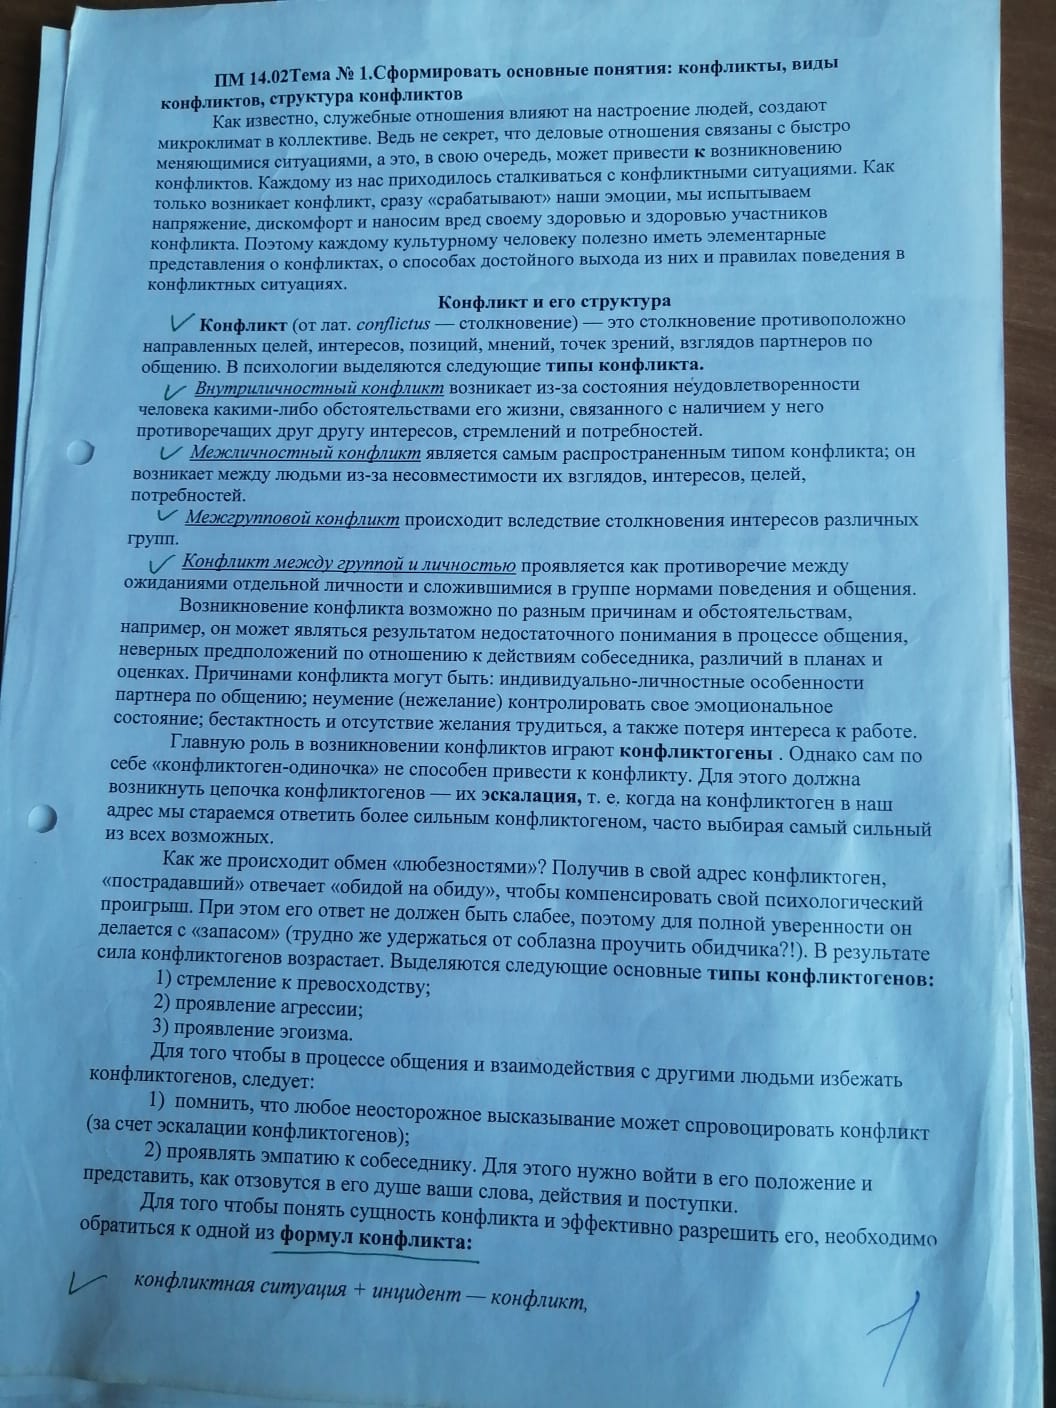 ПМ 14.02Тема № 1.Сформировать основные понятия: конфликты, виды
конфликтов, структура конфликтов
Как известно, служебные отношения влияют на настроение людей, создают
микроклимат в коллективе. Ведь не секрет, что деловые отношения связаны с быстро
меняющимися ситуациями, а это, в свою очередь, может привести к возникновению
конфликтов. Каждому из нас приходилось сталкиваться с конфликтными ситуациями. Как
только возникает конфликт, сразу «срабатывают» наши эмоции, мы испытываем
напряжение, дискомфорт и наносим вред своему здоровью и здоровью участников
конфликта. Поэтому каждому культурному человеку полезно иметь элементарные
представления о конфликтах, о способах достойного выхода из них и правилах поведения в
конфликтных ситуациях.
Конфликт и его структура
Конфликт (от лат. conflictus — столкновение) — это столкновение противоположно
направленных целей, интересов, позиций, мнений, точек зрений, взглядов партнеров по
общению. В психологии выделяются следующие типы конфликта.
Внутриличностный конфликт возникает из-за состояния неудовлетворенности
человека какими-либо обстоятельствами его жизни, связанного с наличием у него
противоречащих друг другу интересов, стремлений и потребностей.
Межличностный конфликт является самым распространенным типом конфликта; он
возникает между людьми из-за несовместимости их взглядов, интересов, целей,
потребностей.
Межгрупповой конфликт происходит вследствие столкновения интересов различных
групп.
Конфликт между группой и личностью проявляется как противоречие между
ожиданиями отдельной личности и сложившимися в группе нормами поведения и общения.
Возникновение конфликта возможно по разным причинам и обстоятельствам,
например, он может являться результатом недостаточного понимания в процессе общения,
неверных предположений по отношению к действиям собеседника, различий в планах и
оценках. Причинами конфликта могут быть: индивидуально-личностные особенности
партнера по общению; неумение (нежелание) контролировать свое эмоциональное
состояние; бестактность и отсутствие желания трудиться, а также потеря интереса к работе.
Главную роль в возникновении конфликтов играют конфликтогены . Однако сам по
себе «конфликтоген-одиночка» не способен привести к конфликту. Для этого должна
возникнуть цепочка конфликтогенов — их эскалация, т. е. когда на конфликтоген в наш
адрес мы стараемся ответить более сильным конфликтогеном, часто выбирая самый сильный
из всех возможных.
Как же происходит обмен «любезностями»? Получив в свой адрес конфликтоген,
«пострадавший» отвечает «обидой на обиду», чтобы компенсировать свой психологический
проигрыш. При этом его ответ не должен быть слабее, поэтому для полной уверенности он
делается с «запасом» (трудно же удержаться от соблазна проучить обидчика?!). В результате
сила конфликтогенов возрастает. Выделяются следующие основные типы конфликтогенов:
1) стремление к превосходству;
2) проявление агрессии;
3) проявление эгоизма.
Для того чтобы в процессе общения и взаимодействия с другими людьми избежать
конфликтогенов, следует:
1) помнить, что любое неосторожное высказывание может спровоцировать конфликт
(за счет эскалации конфликтогенов);
2) проявлять эмпатию к собеседнику. Для этого нужно войти в его положение и
представить, как отзовутся в его душе ваши слова, действия и поступки.
Для того чтобы понять сущность конфликта и эффективно разрешить его, необходимо
обратиться к одной из формул конфликта:
конфликтная ситуация + инцидент — конфликт,
1